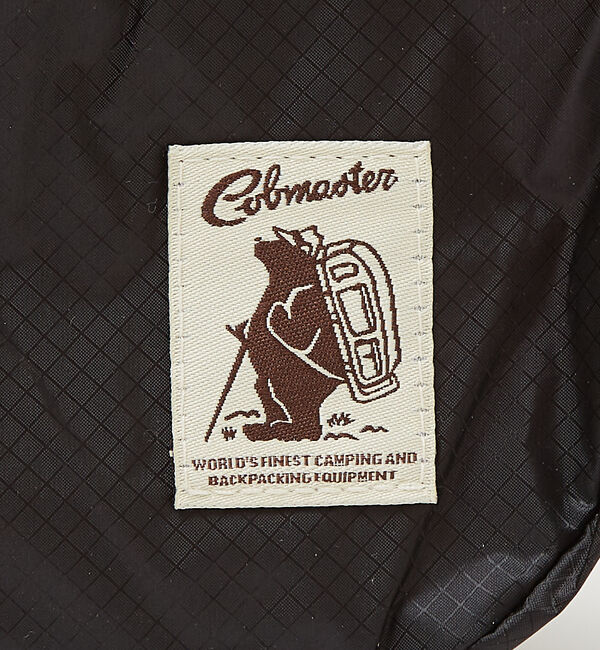 Cobmaster
WORLD'S FINEST CAMPING AND
BACKPACKING EQUIPMENT